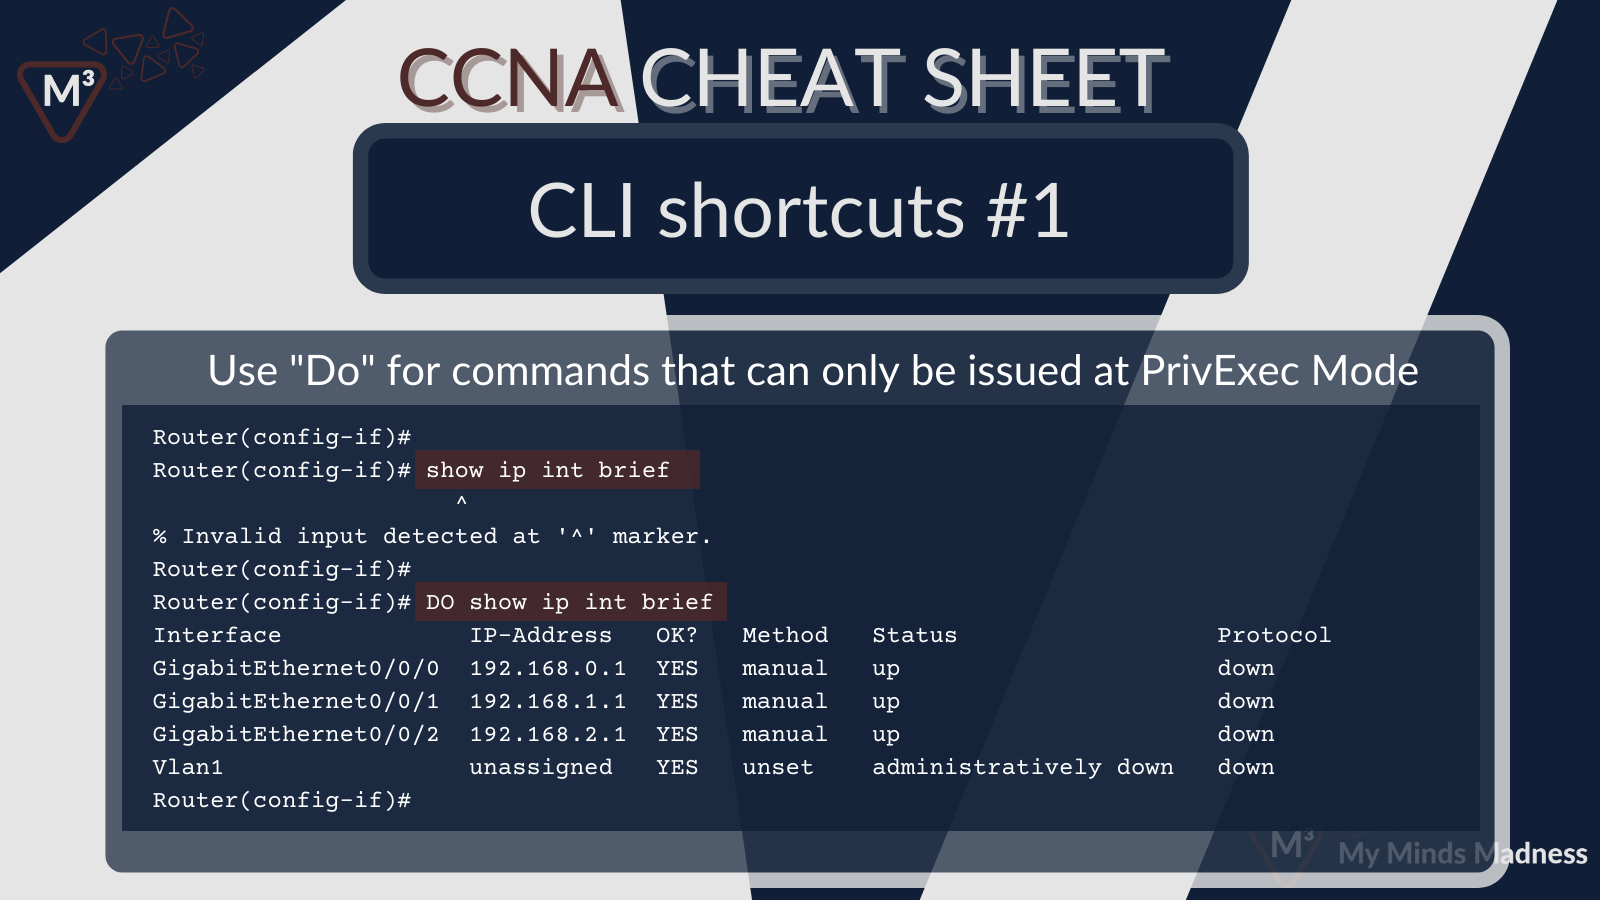 M³
CCNA CHEAT SHEET
CLI shortcuts #1
Use "Do" for commands that can only be issued at PrivExec Mode
Router(config-if)#
Router(config-if)# show ip int brief
^
% Invalid input detected at '^' marker.
Router(config-if)#
Router(config-if)# DO show ip int brief
Interface IP-Address OK? Method Status Protocol
GigabitEthernet0/0/0 192.168.0.1 YES manual up down
GigabitEthernet0/0/1 192.168.1.1 YES manual up down
GigabitEthernet0/0/2 192.168.2.1 YES manual up down
Vlan1 unassigned YES unset administratively down down
Router(config-if)#
M³ My Minds Madness